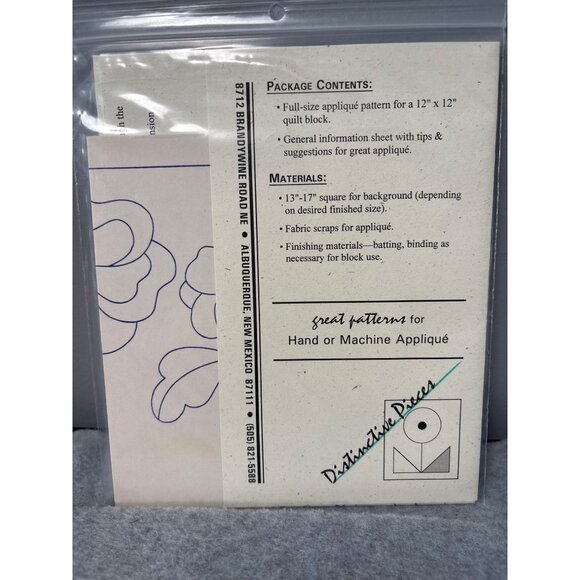 PACKAGE CONTENTS:
• Full-size appliqué pattern for a 12" x 12"
quilt block.
• General information sheet with tips &
suggestions for great appliqué.
MATERIALS:
• 13"-17" square for background (depending
on desired finished size).
• Fabric scraps for appliqué.
• Finishing materials—batting, binding as
necessary for block use.
great patterns for
Hand or Machine Appliqué
Distinctive Pieces
8712 BRANDYWINE ROAD NE • ALBUQUERQUE, NEW MEXICO 87111 • (505) 821-5588
the